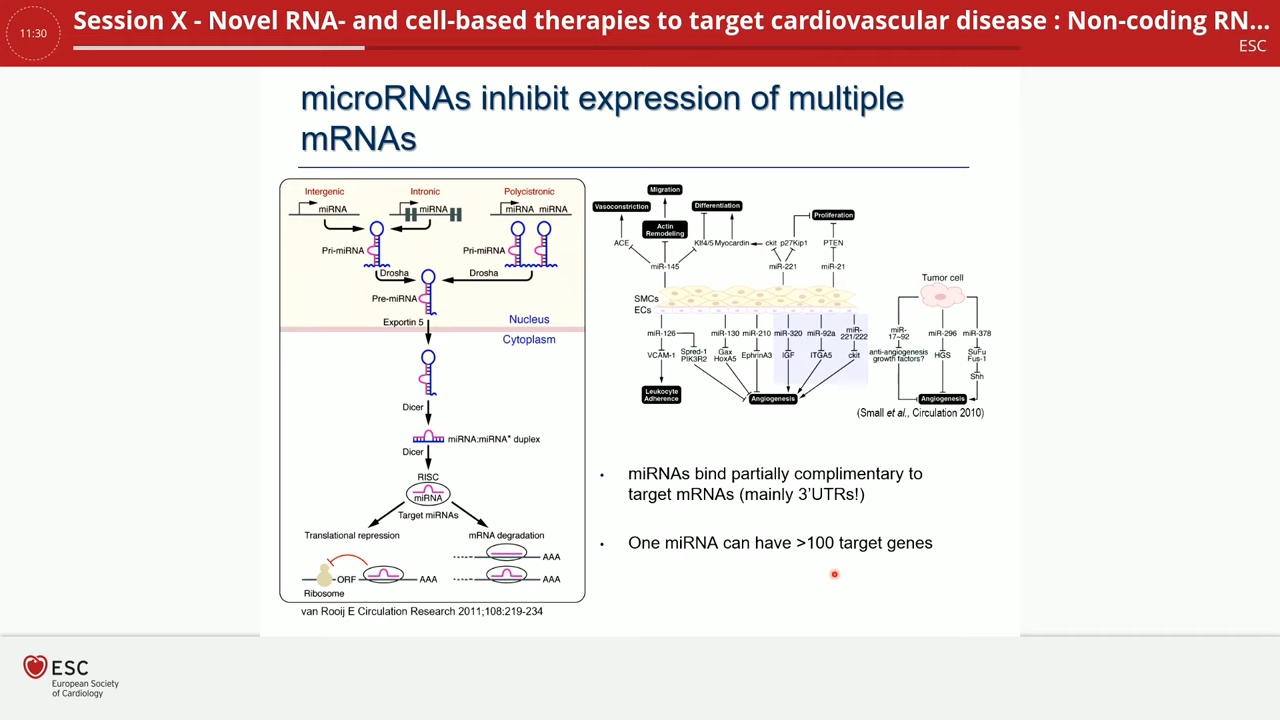 11:30
Session X - Novel RNA- and cell-based therapies to target cardiovascular disease : Non-coding RN...
ESC
microRNAs inhibit expression of multiple
mRNAs
Intergenic Intronic Polycistronic
miRNA miRNA miRNA miRNA
Pri-miRNA Pri-miRNA
Drosha Drosha
Pre-miRNA
Exportin 5
Nucleus
Cytoplasm
Dicer
miRNA:miRNA* duplex
Dicer
RISC
miRNA
Target miRNAs
Translational repression mRNA degradation
AAA
ORF AAA AAA
Ribosome
van Rooij E Circulation Research 2011;108:219-234
Migration
Vasoconstriction Differentiation
Proliferation
Actin
Remodeling
ACE Klf4/5 Myocardin ckit p27Kip1 PTEN
miR-145 miR-221 miR-21
Tumor cell
SMCs
ECs
miR-126 miR-130 miR-210 miR-320 miR-92a miR-
221/222
miR-
17~92 miR-296 miR-378
VCAM-1 Spred-1
PIK3R2 Gax
HoxA5 EphrinA3 IGF ITGA5 ckit
anti-angiogenesis
growth factors? HGS SuFu
Fus-1
Shh
Leukocyte
Adherence
Angiogenesis Angiogenesis
(Small et al., Circulation 2010)
• miRNAs bind partially complimentary to
target mRNAs (mainly 3'UTRs!)
• One miRNA can have >100 target genes
ESC
European Society
of Cardiology